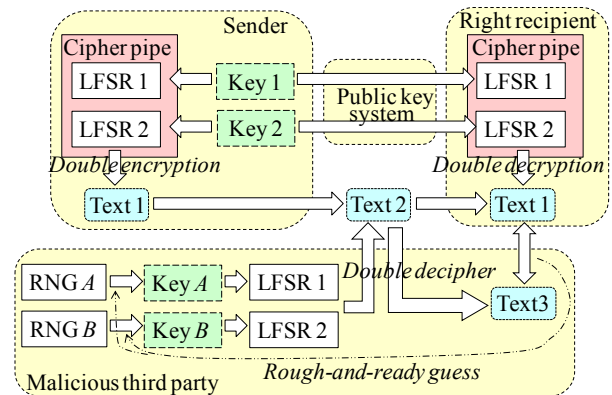 Sender
Right recipient
Cipher pipe
LFSR 1
LFSR 2
Key 1
Key 2
Public key
system
Cipher pipe
LFSR 1
LFSR 2
Double encryption
Double decryption
Text 1
Text 2
Text 1
RNG A
Key A
LFSR 1
Double decipher
RNG B
Key B
LFSR 2
Text3
Rough-and-ready guess
Malicious third party